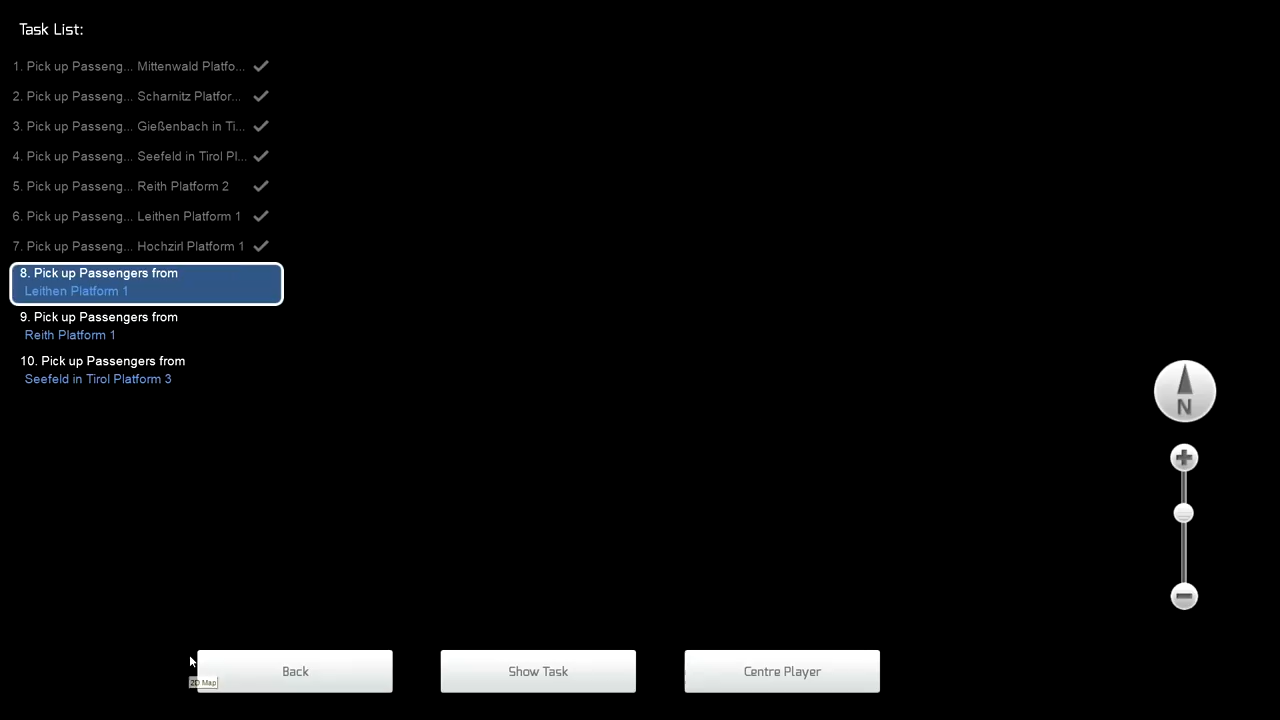 Task List:
1. Pick up Passeng... Mittenwald Platfo...
2. Pick up Passeng... Scharnitz Platfor...
3. Pick up Passeng... Gießenbach in Ti...
4. Pick up Passeng... Seefeld in Tirol Pl...
5. Pick up Passeng... Reith Platform 2
6. Pick up Passeng... Leithen Platform 1
7. Pick up Passeng... Hochzirl Platform 1
8. Pick up Passengers from
Leithen Platform 1
9. Pick up Passengers from
Reith Platform 1
10. Pick up Passengers from
Seefeld in Tirol Platform 3
N
Back
Show Task
Centre Player
2D Map